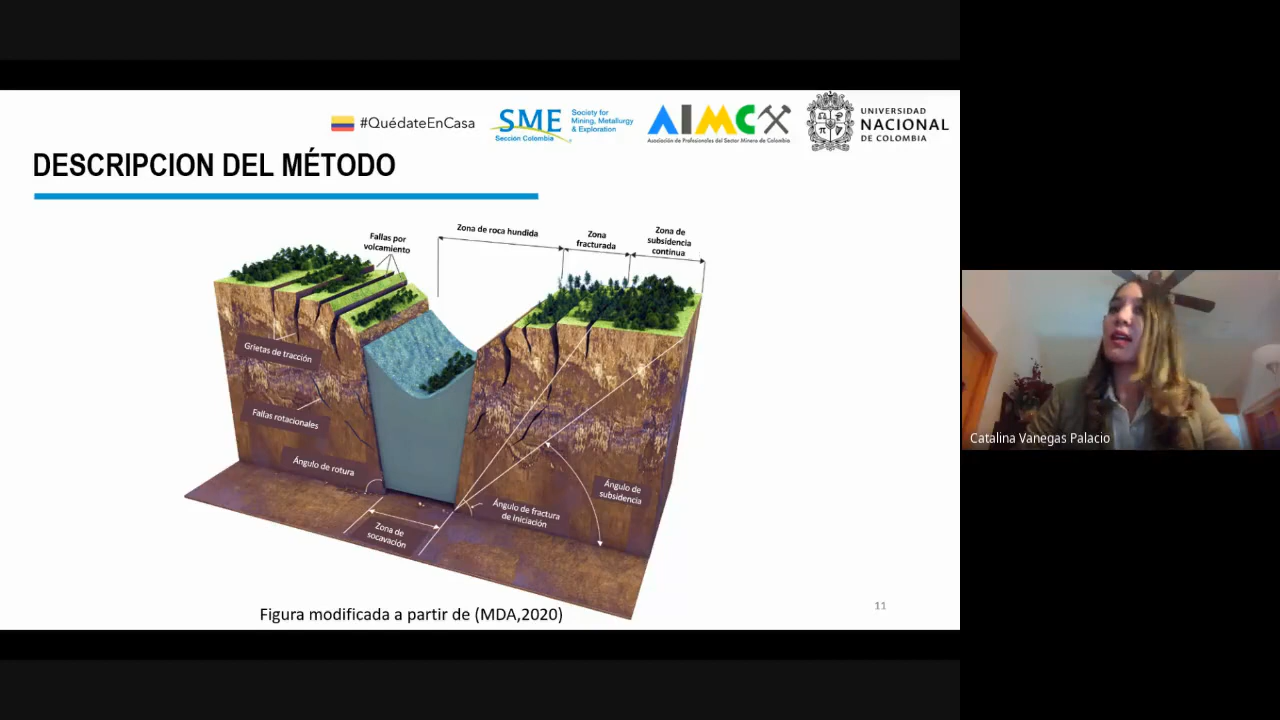 #QuédateEnCasa
SME
Sección Colombia
Society for
Mining, Metallurgy
& Exploration
AIMC
Asociación de Profesionales del Sector Minero de Colombia
UNIVERSIDAD
NACIONAL
DE COLOMBIA
DESCRIPCION DEL MÉTODO
Fallas por
volcamiento
Zona de roca hundida
Zona
fracturada
Zona de
subsidencia
continua
Grietas de tracción
Fallas rotacionales
Ángulo de rotura
Zona de
socavación
Ángulo de fractura
de iniciación
Ángulo de
subsidencia
Figura modificada a partir de (MDA,2020)
11
Catalina Vanegas Palacio